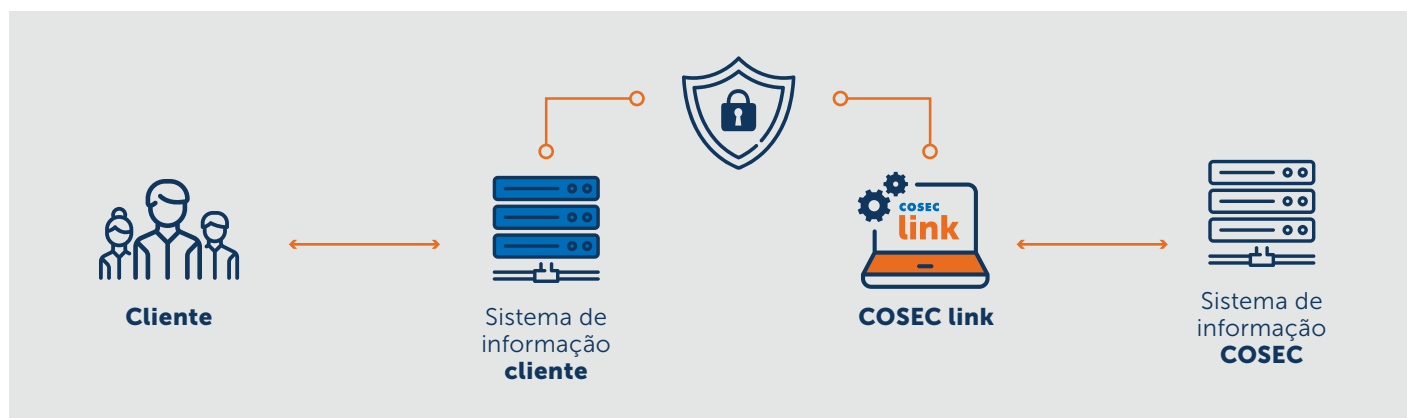 COSEC
link
Cliente
Sistema de
informação
cliente
COSEC link
Sistema de
informação
COSEC